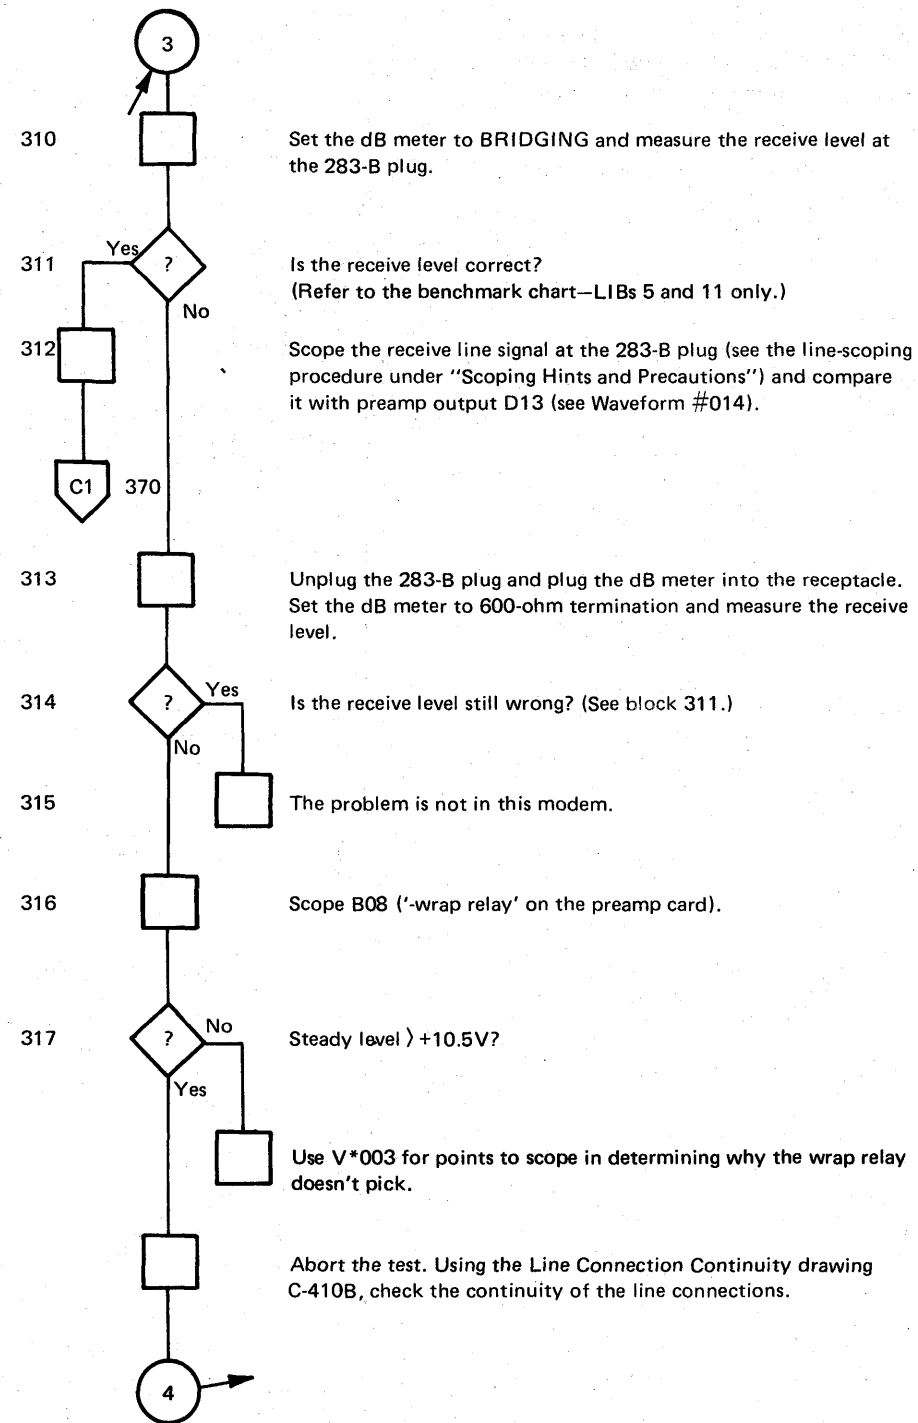 3
310
Set the dB meter to BRIDGING and measure the receive level at
the 283-B plug.
Yes
311
?
Is the receive level correct?
(Refer to the benchmark chart—LIBs 5 and 11 only.)
No
312
Scope the receive line signal at the 283-B plug (see the line-scoping
procedure under "Scoping Hints and Precautions") and compare
it with preamp output D13 (see Waveform #014).
C1
370
313
Unplug the 283-B plug and plug the dB meter into the receptacle.
Set the dB meter to 600-ohm termination and measure the receive
level.
314
?
Yes
Is the receive level still wrong? (See block 311.)
No
315
The problem is not in this modem.
316
Scope B08 ('-wrap relay' on the preamp card).
317
?
No
Steady level > +10.5V?
Yes
Use V*003 for points to scope in determining why the wrap relay
doesn't pick.
Abort the test. Using the Line Connection Continuity drawing
C-410B, check the continuity of the line connections.
4